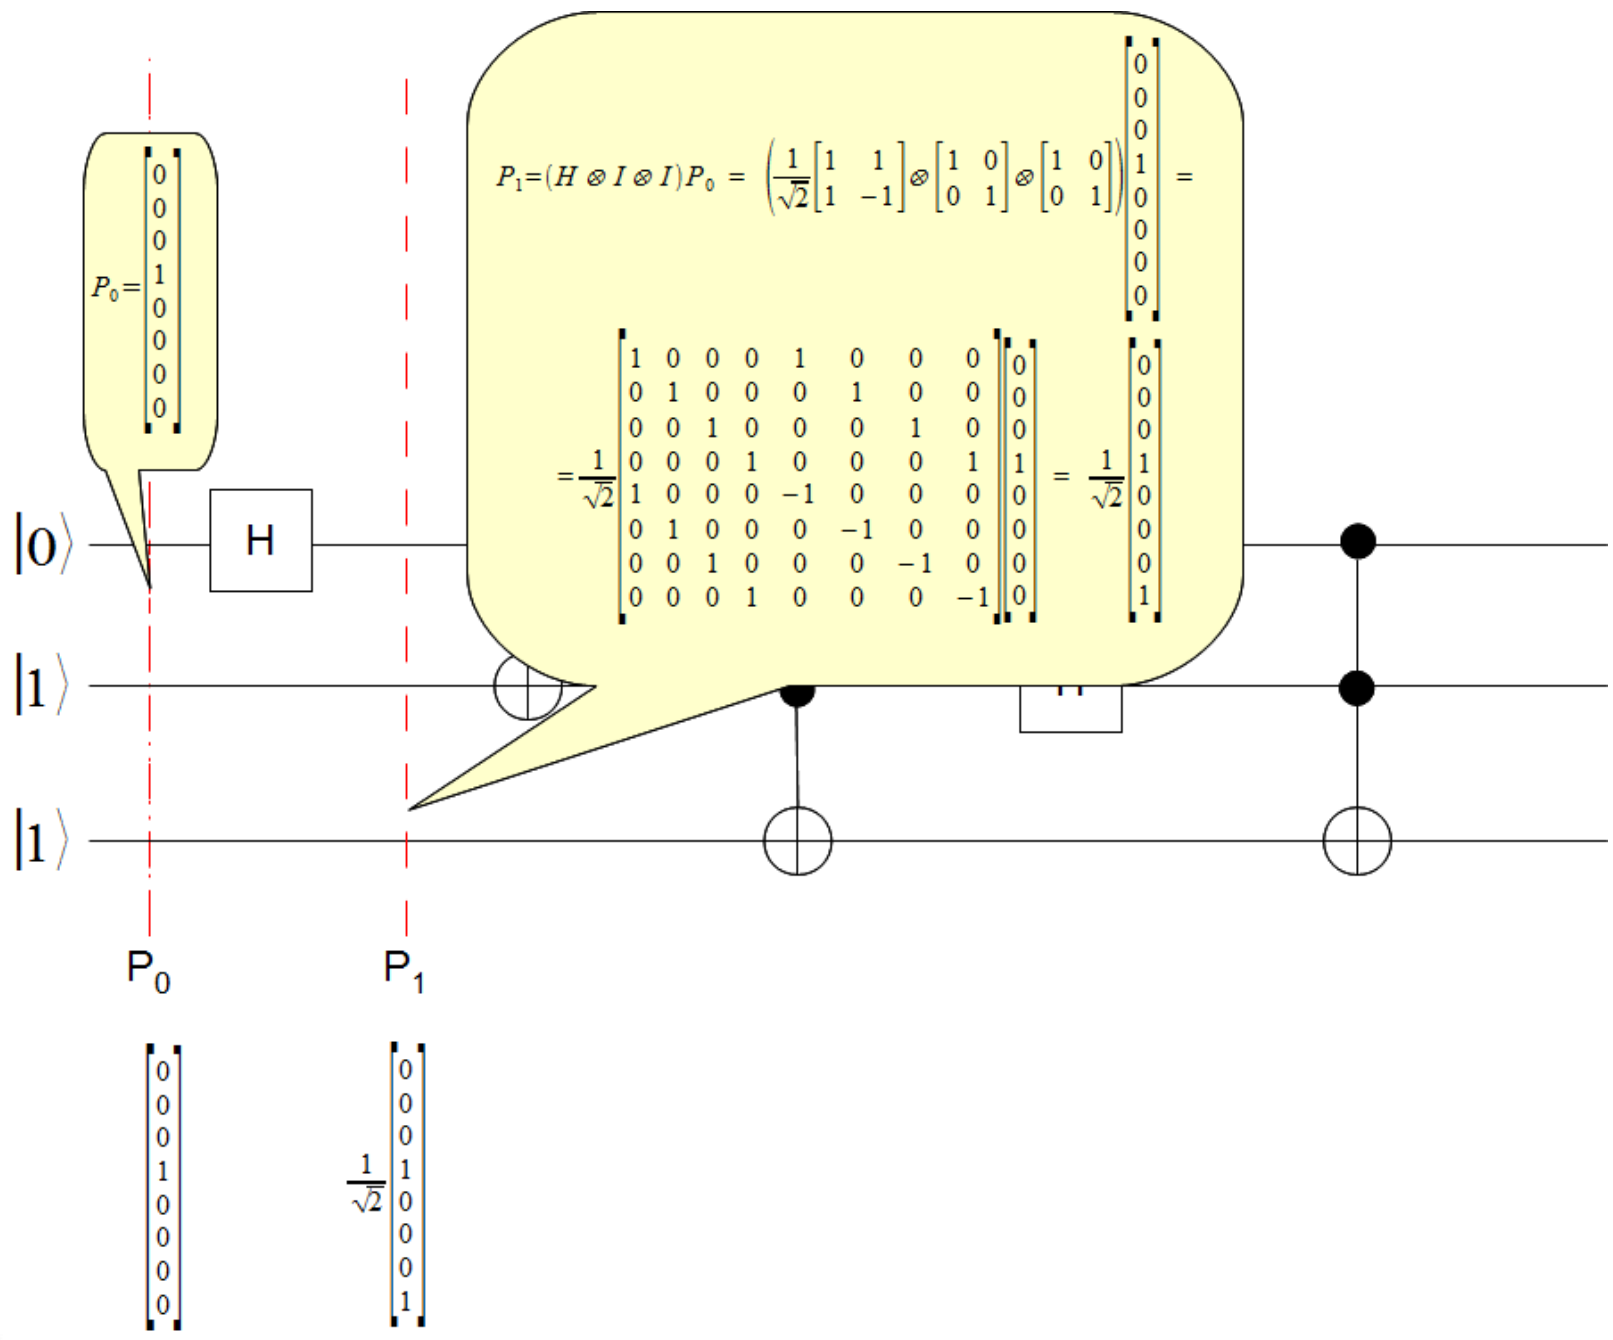 P₁=(H ⊗ I ⊗ I)P₀ = (1/√2 [1 1; 1 −1] ⊗ [1 0; 0 1] ⊗ [1 0; 0 1]) [0 0 0 1 0 0 0 0] =
P₀= [0 0 0 1 0 0 0 0]
= 1/√2
1 0 0 0 1 0 0 0
0 1 0 0 0 1 0 0
0 0 1 0 0 0 1 0
0 0 0 1 0 0 0 1
1 0 0 0 −1 0 0 0
0 1 0 0 0 −1 0 0
0 0 1 0 0 0 −1 0
0 0 0 1 0 0 0 −1
[0 0 0 1 0 0 0 0] = 1/√2 [0 0 0 1 0 0 0 1]
|0⟩ H
|1⟩
|1⟩
P₀ P₁
[0 0 0 1 0 0 0 0]
1/√2 [0 0 0 1 0 0 0 1]